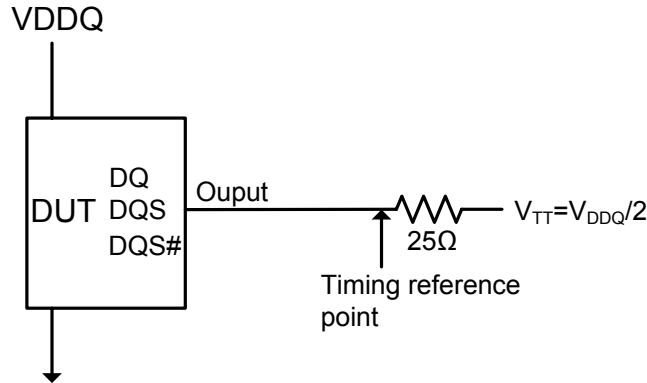 VDDQ
DUT
DQ
DQS
DQS#
Ouput
25Ω
V_TT=V_DDQ/2
Timing reference
point